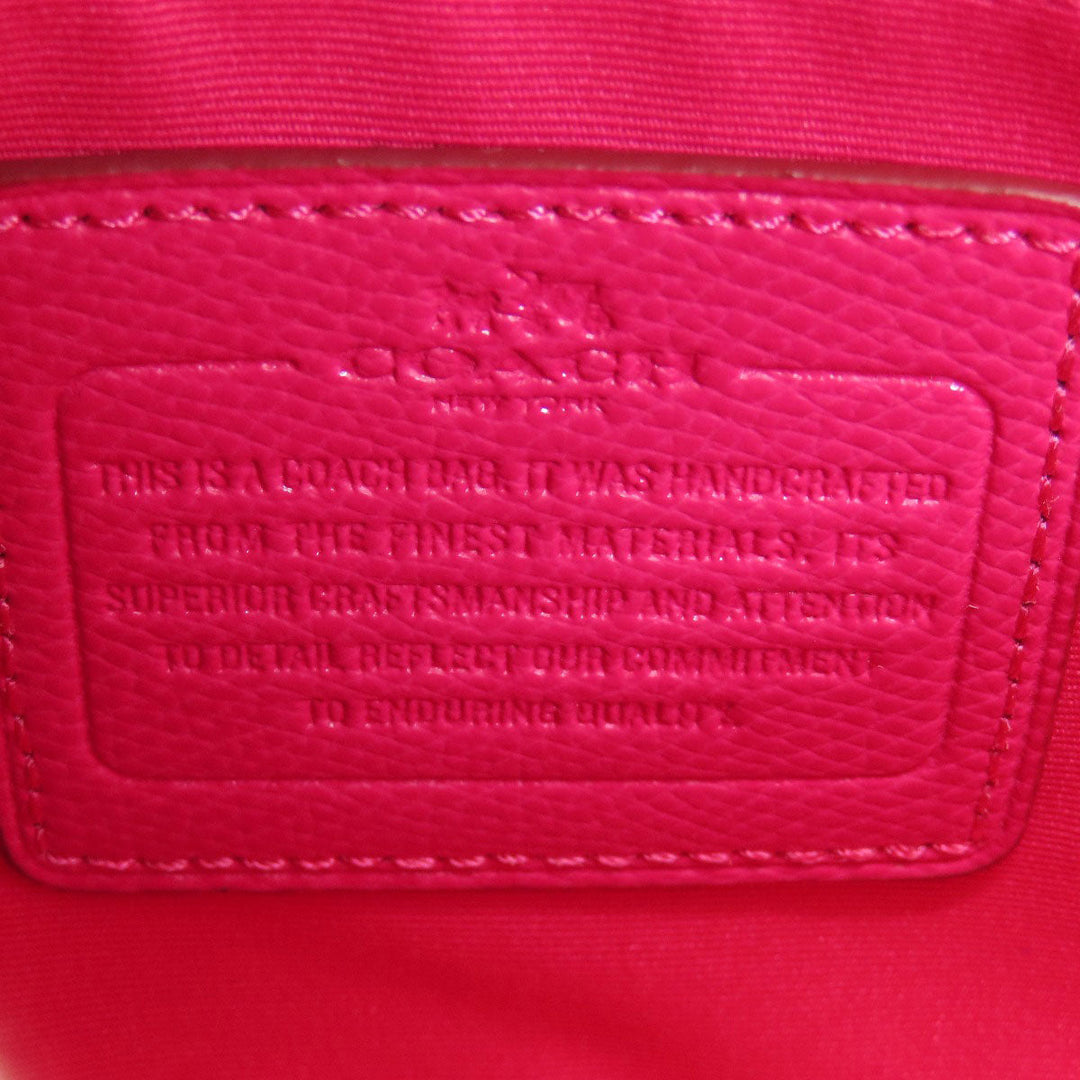 COACH
NEW YORK
THIS IS A COACH BAG. IT WAS HANDCRAFTED
FROM THE FINEST MATERIALS. ITS
SUPERIOR CRAFTSMANSHIP AND ATTENTION
TO DETAIL REFLECT OUR COMMITMENT
TO ENDURING QUALITY.